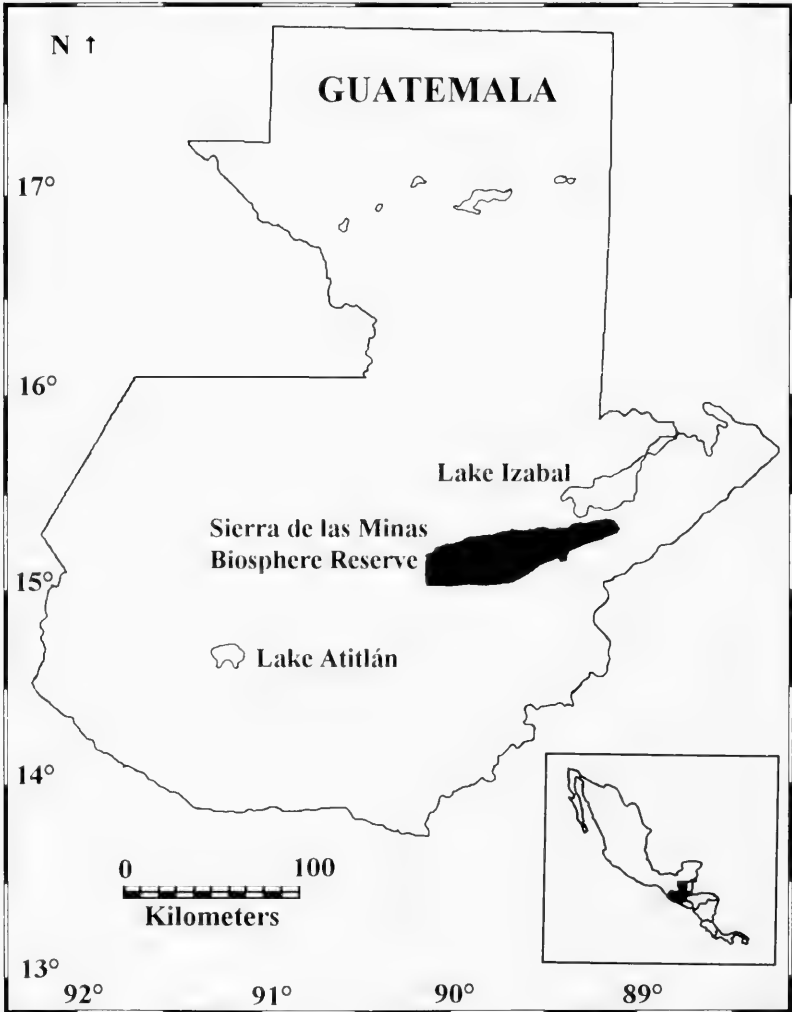 N ↑
GUATEMALA
17°
16°
Lake Izabal
Sierra de las Minas
Biosphere Reserve
15°
Lake Atitlán
14°
0 100
Kilometers
13°
92° 91° 90° 89°